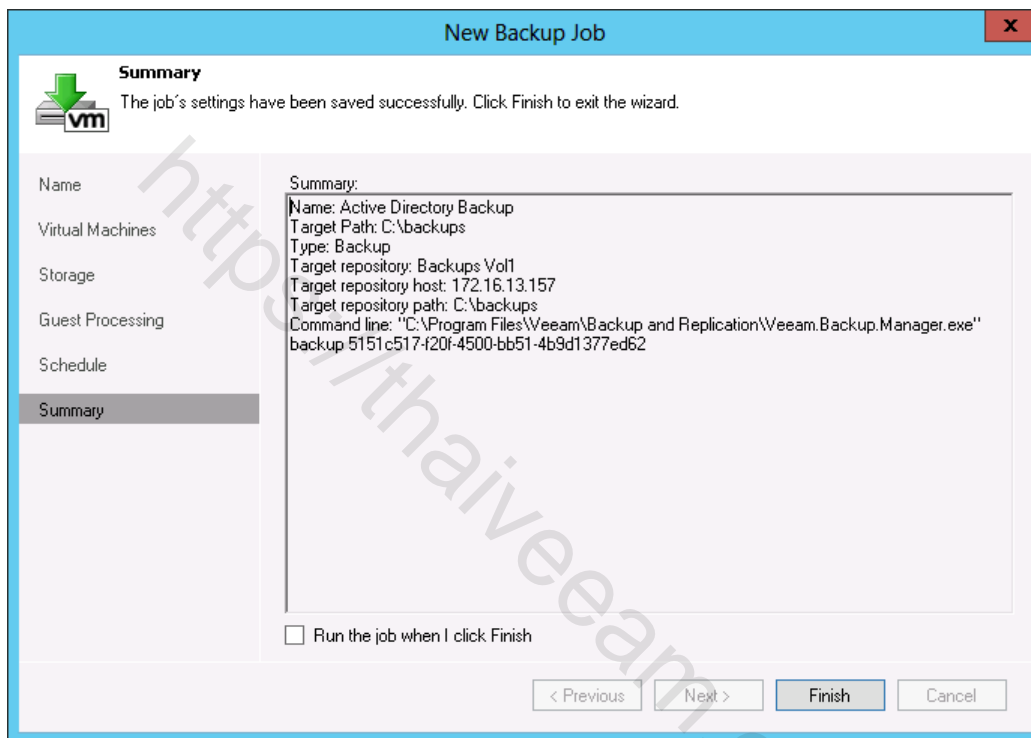 New Backup Job
x
Summary
The job's settings have been saved successfully. Click Finish to exit the wizard.
vm
Name
Virtual Machines
Storage
Guest Processing
Schedule
Summary
Summary:
Name: Active Directory Backup
Target Path: C:\backups
Type: Backup
Target repository: Backups Vol1
Target repository host: 172.16.13.157
Target repository path: C:\backups
Command line: "C:\Program Files\Veeam\Backup and Replication\Veeam.Backup.Manager.exe"
backup 5151c517-f20f-4500-bb51-4b9d1377ed62
Run the job when I click Finish
< Previous
Next >
Finish
Cancel
https://thaiveeam